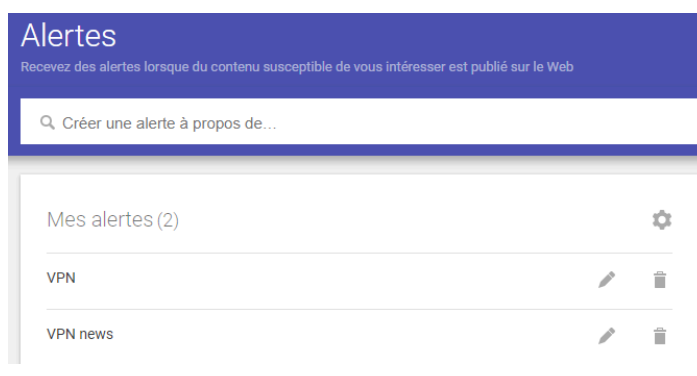 Alertes
Recevez des alertes lorsque du contenu susceptible de vous intéresser est publié sur le Web
Créer une alerte à propos de...
Mes alertes (2)
VPN
VPN news